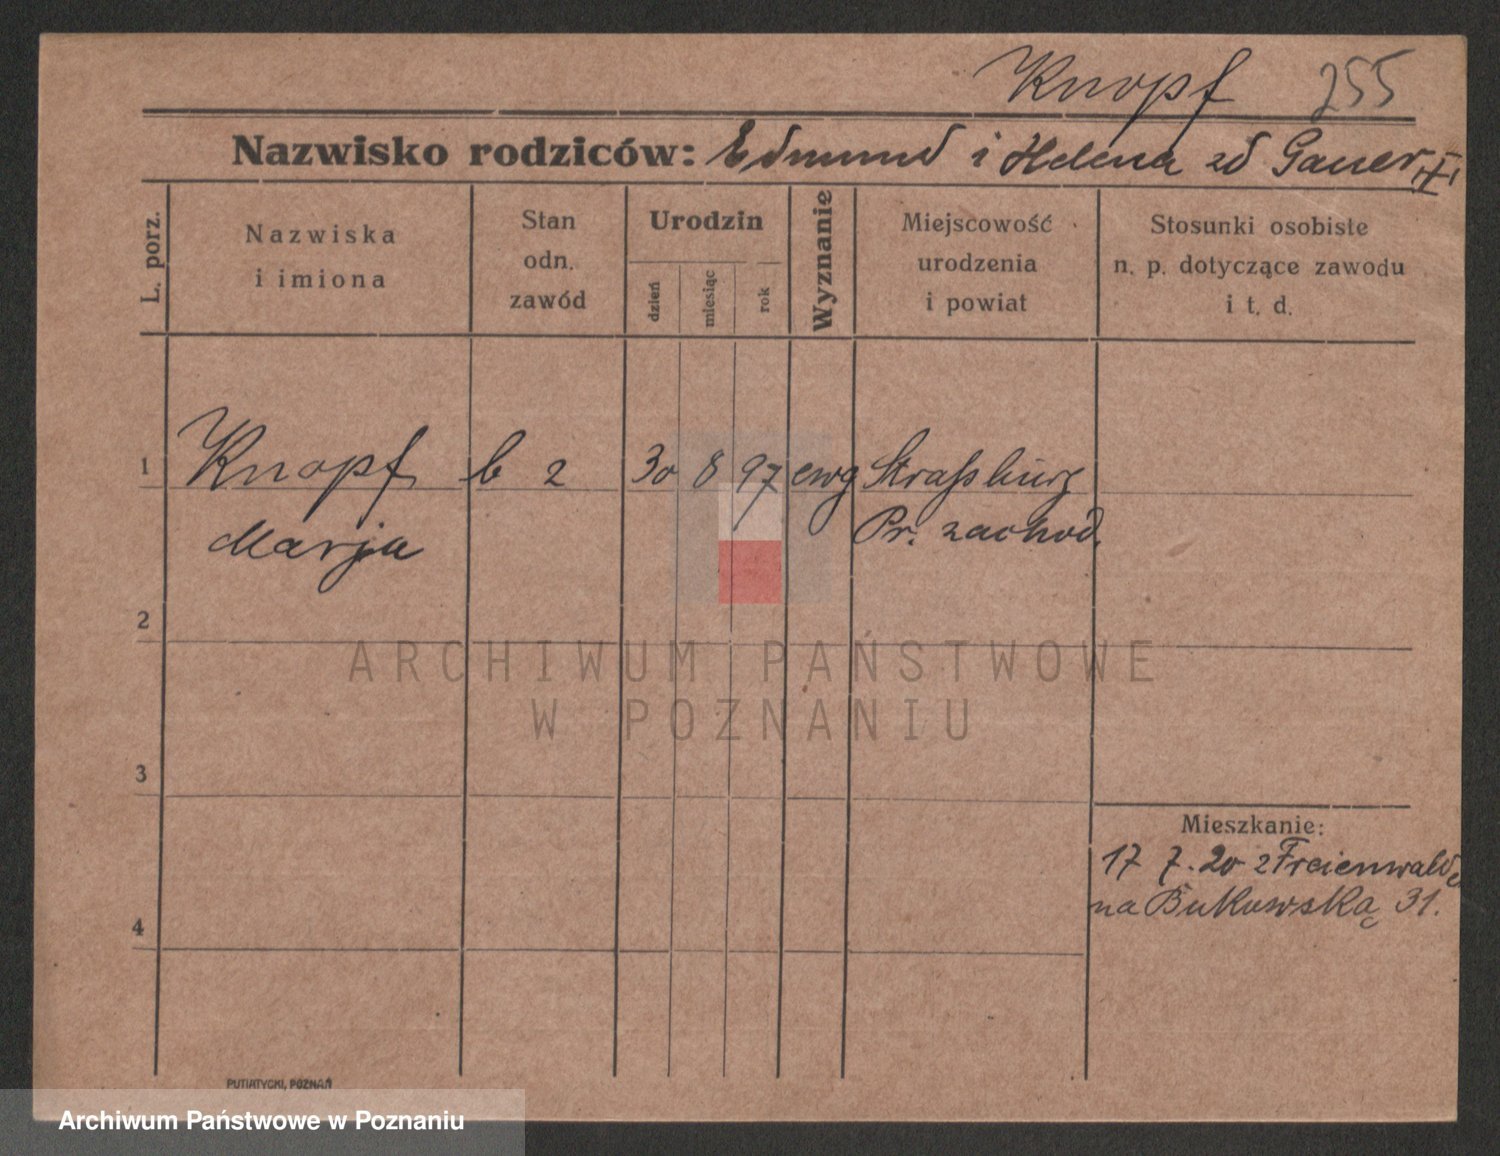 Knopf 255
Nazwisko rodziców: Edmund i Helena zd Gauer
L. porz.
Nazwiska
i imiona
Stan
odn.
zawód
Urodzin
dzień
miesiąc
rok
Wyznanie
Miejscowość
urodzenia
i powiat
Stosunki osobiste
n. p. dotyczące zawodu
i t. d.
1 Knopf b z 30 8 97 ewg Strassburg
Marja Pr. zachod.
2
ARCHIWUM PAŃSTWOWE
W POZNANIU
3
Mieszkanie:
17 7. 20 z Freienwalde
na Bukowską 31.
4
PUTIATYCKI, POZNAŃ
Archiwum Państwowe w Poznaniu